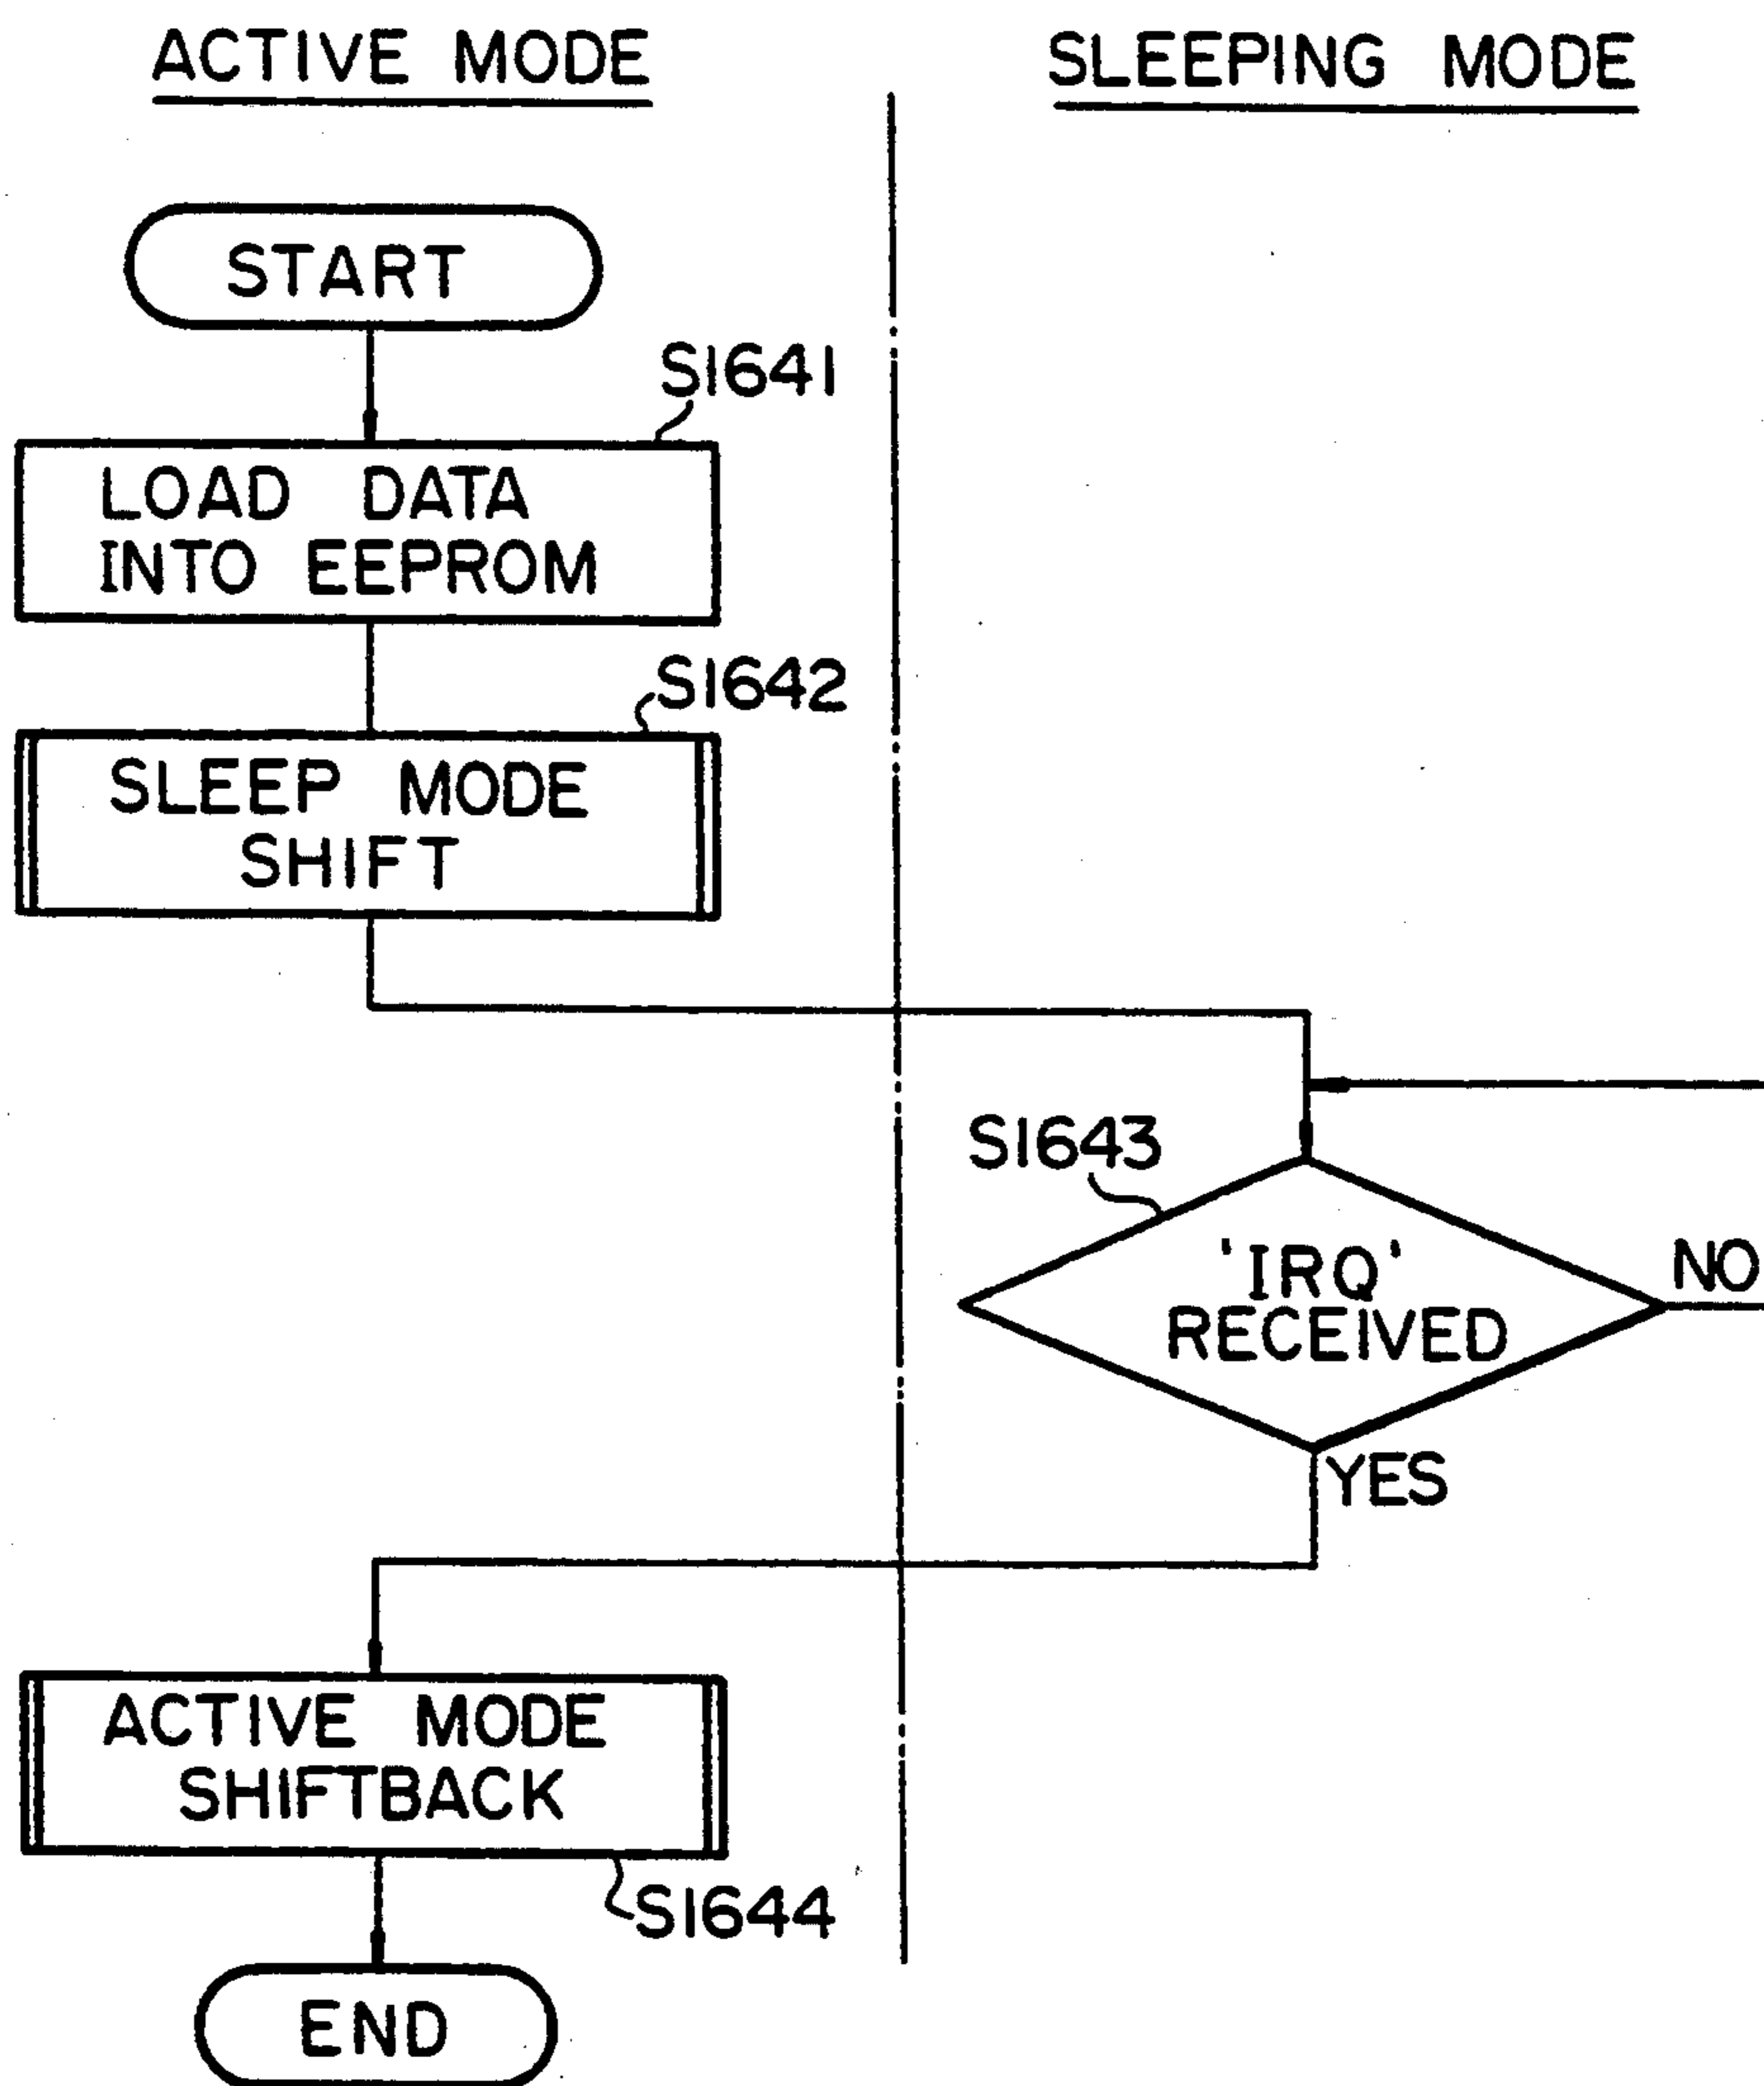 ACTIVE MODE
SLEEPING MODE
START
S1641
LOAD DATA
INTO EEPROM
S1642
SLEEP MODE
SHIFT
S1643
'IRQ'
RECEIVED
NO
YES
ACTIVE MODE
SHIFTBACK
S1644
END